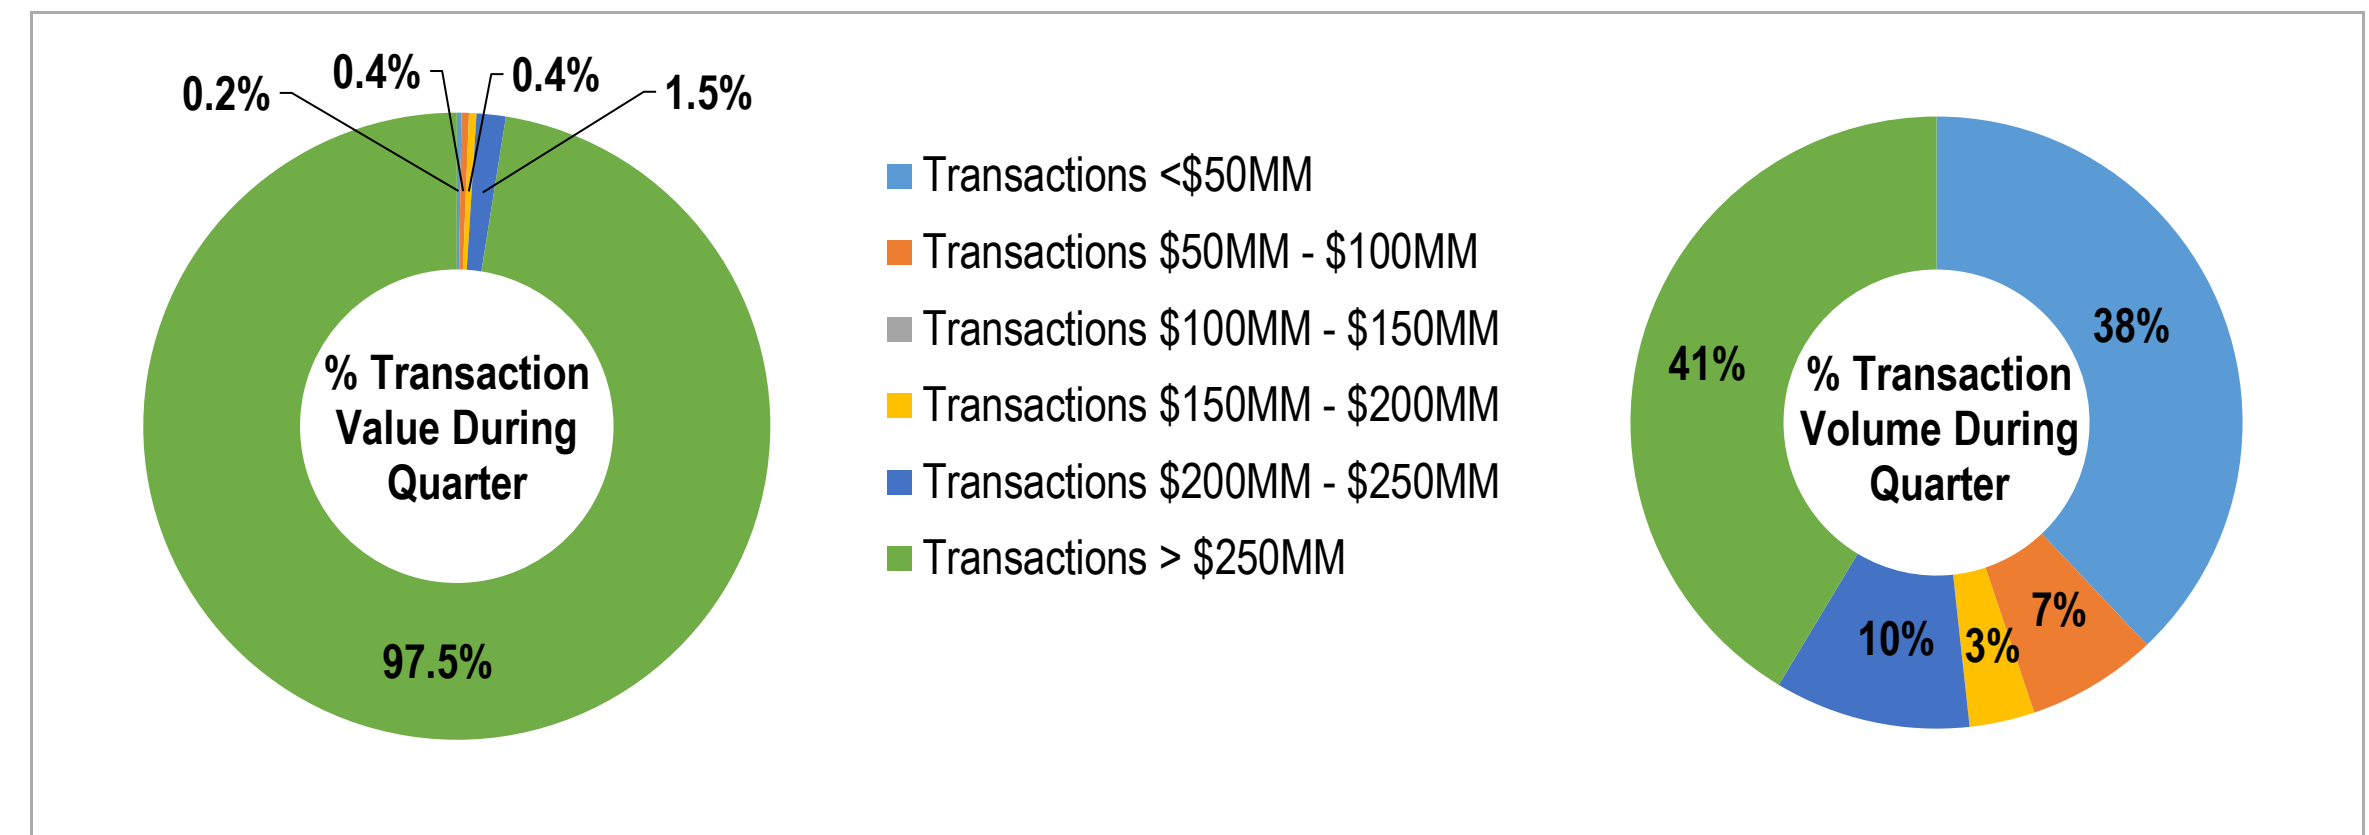 0.2%
0.4%
0.4%
1.5%
97.5%
% Transaction
Value During
Quarter
Transactions <$50MM
Transactions $50MM - $100MM
Transactions $100MM - $150MM
Transactions $150MM - $200MM
Transactions $200MM - $250MM
Transactions > $250MM
38%
7%
3%
10%
41%
% Transaction
Volume During
Quarter